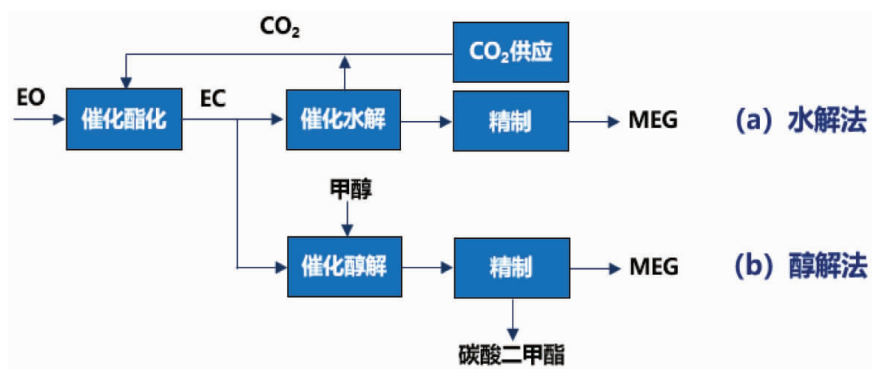 CO₂
CO₂供应
EO
催化酯化
EC
催化水解
精制
MEG
(a) 水解法
甲醇
催化醇解
精制
MEG
(b) 醇解法
碳酸二甲酯